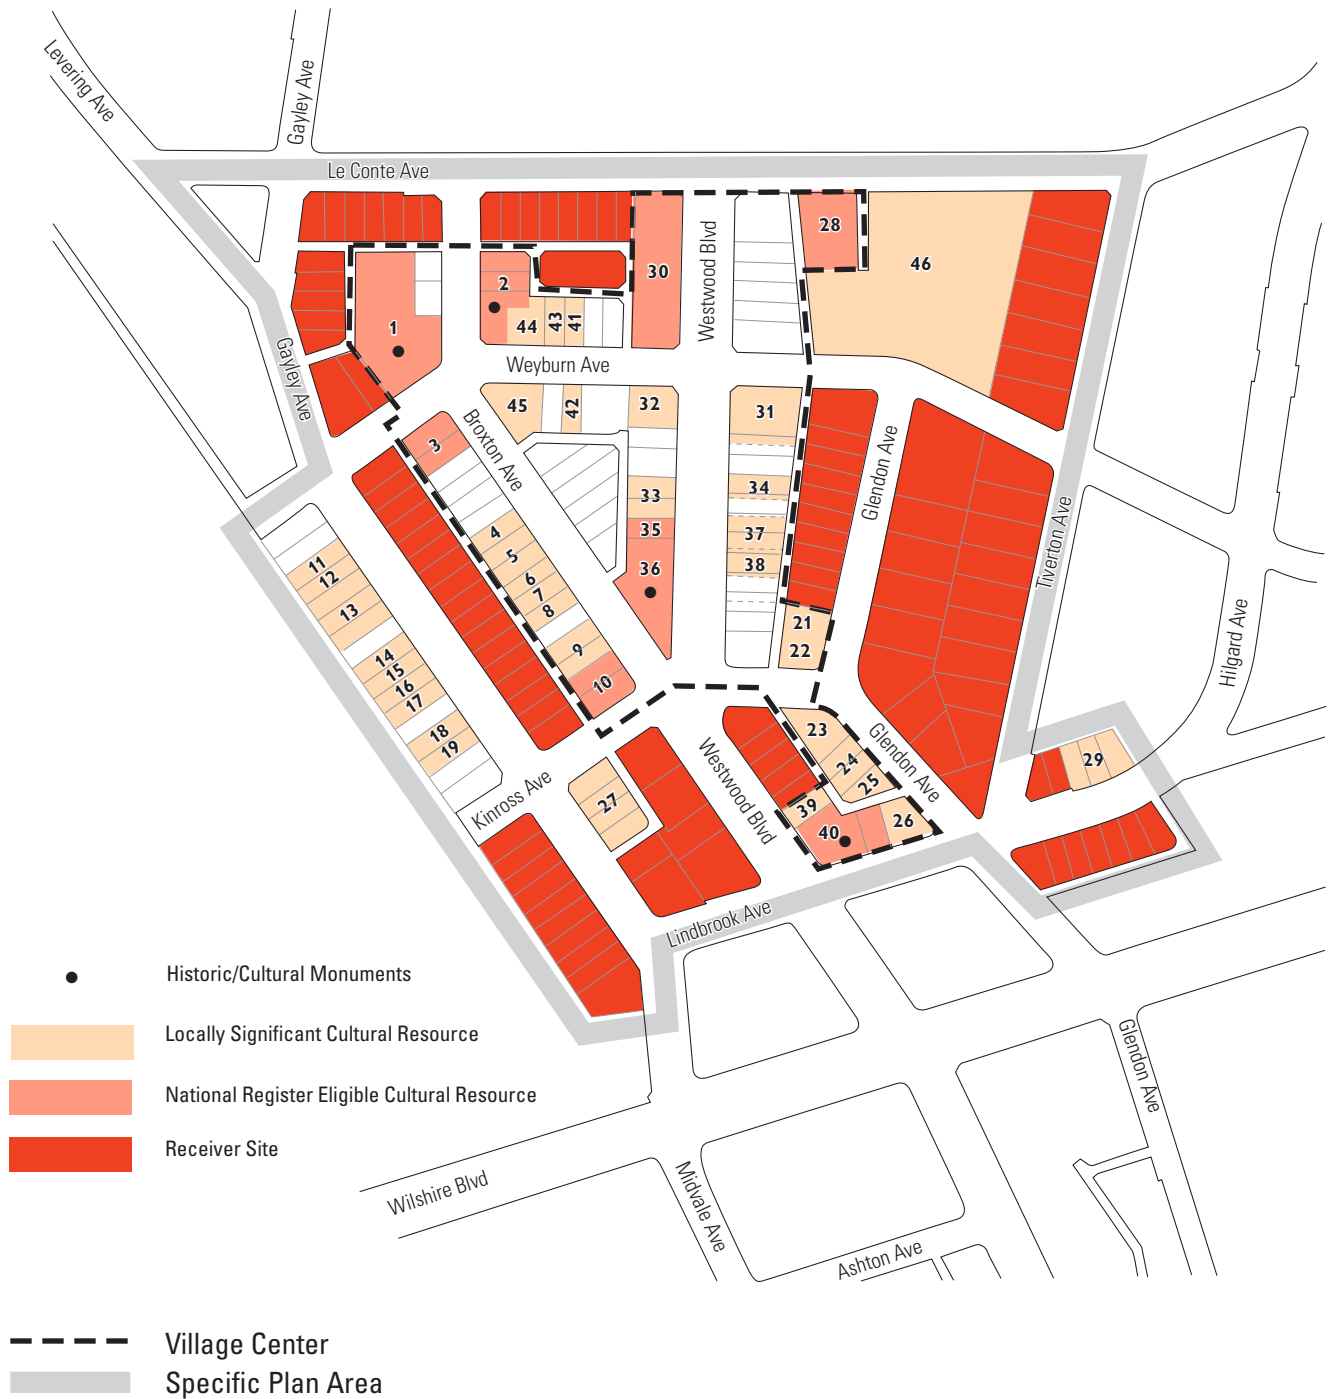 Levering Ave
Gayley Ave
Le Conte Ave
28
46
30
Westwood Blvd
2
1
44
43
41
Weyburn Ave
Gayley Ave
45
42
32
31
3
Broxton Ave
Glendon Ave
33
34
35
37
36
38
4
5
6
7
8
9
10
11
12
13
14
15
16
17
18
19
21
22
Tiverton Ave
Hilgard Ave
23
24
25
Glendon Ave
29
Westwood Blvd
Kinross Ave
27
39
40
26
Lindbrook Ave
Historic/Cultural Monuments
Locally Significant Cultural Resource
National Register Eligible Cultural Resource
Receiver Site
Glendon Ave
Wilshire Blvd
Midvale Ave
Ashton Ave
Village Center
Specific Plan Area